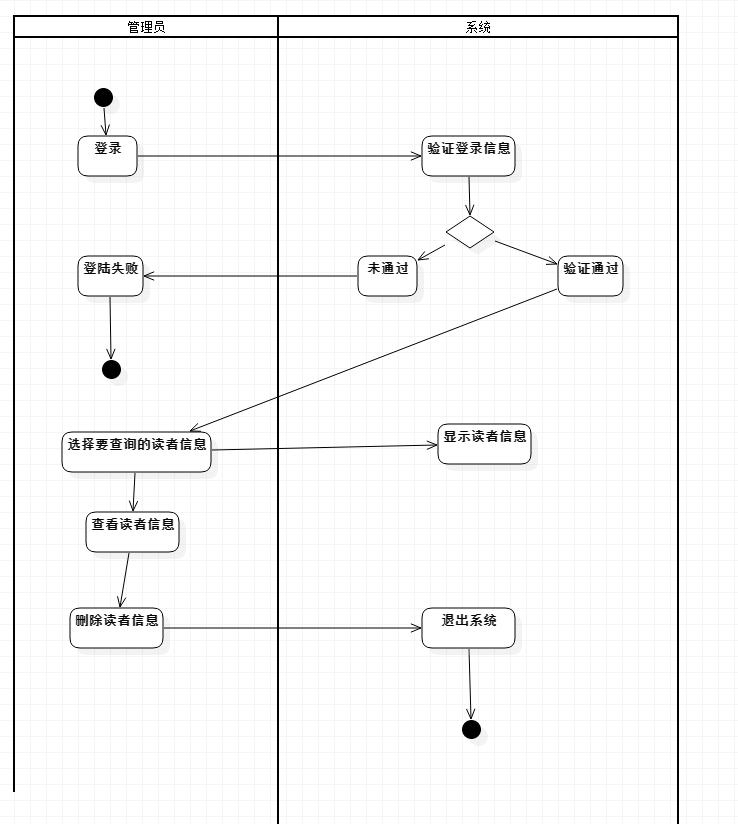 管理员
系统
登录
验证登录信息
登陆失败
未通过
验证通过
选择要查询的读者信息
显示读者信息
查看读者信息
删除读者信息
退出系统